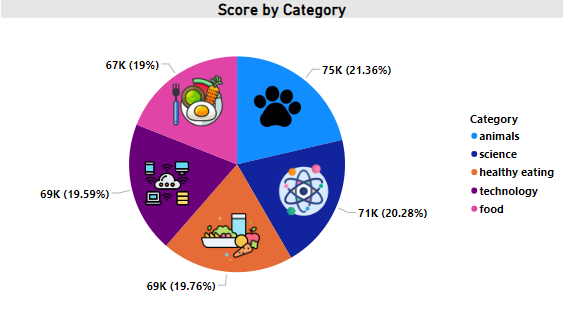 Score by Category
67K (19%)
75K (21.36%)
69K (19.59%)
71K (20.28%)
69K (19.76%)
Category
animals
science
healthy eating
technology
food